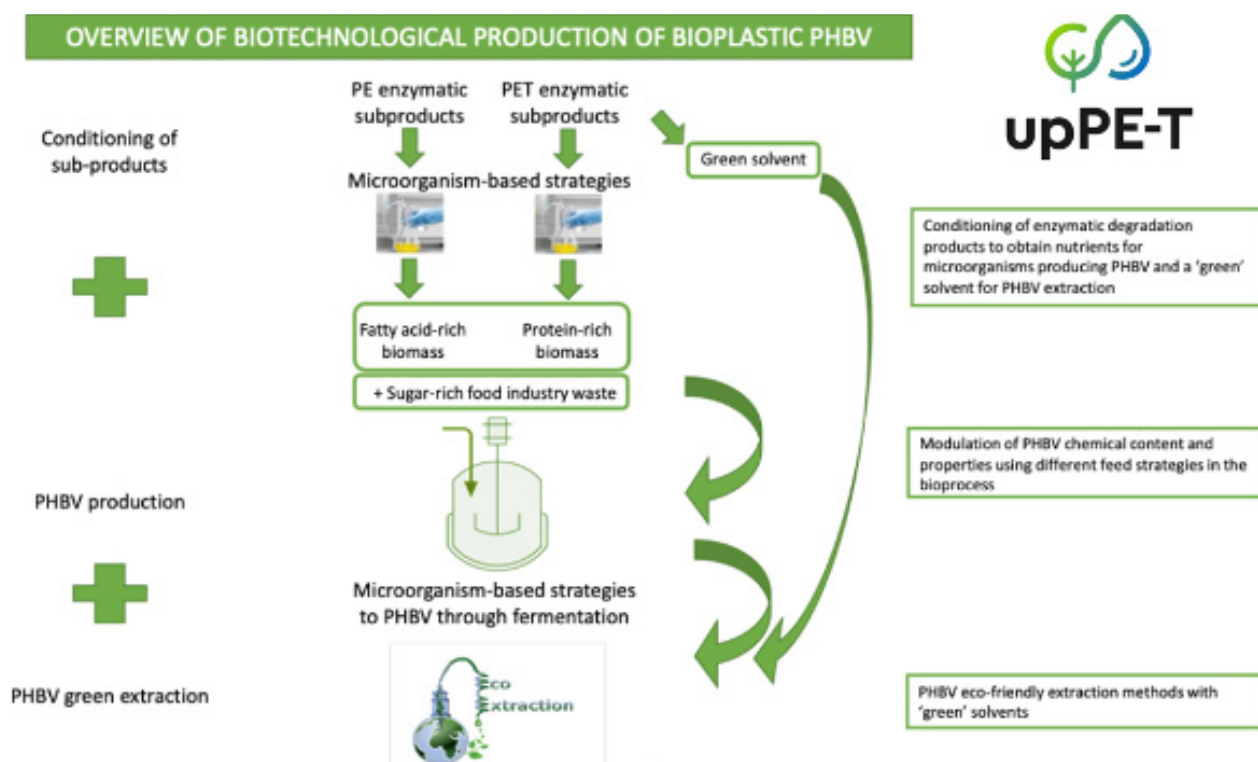 OVERVIEW OF BIOTECHNOLOGICAL PRODUCTION OF BIOPLASTIC PHBV
upPE-T
PE enzymatic
subproducts
PET enzymatic
subproducts
Conditioning of
sub-products
Green solvent
Microorganism-based strategies
Conditioning of enzymatic degradation
products to obtain nutrients for
microorganisms producing PHBV and a ‘green’
solvent for PHBV extraction
Fatty acid-rich
biomass
Protein-rich
biomass
+ Sugar-rich food industry waste
Modulation of PHBV chemical content and
properties using different feed strategies in the
bioprocess
PHBV production
Microorganism-based strategies
to PHBV through fermentation
PHBV green extraction
Eco
Extraction
PHBV eco-friendly extraction methods with
‘green’ solvents